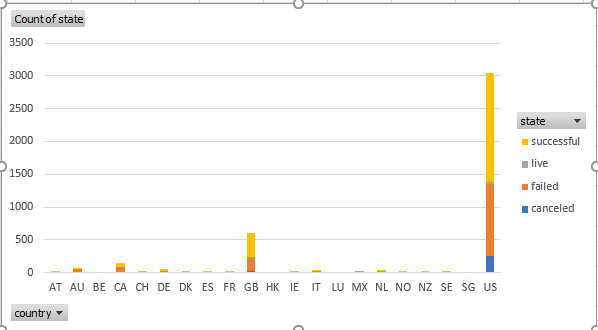 Count of state
3500
3000
2500
2000
1500
1000
500
0
AT AU BE CA CH DE DK ES FR GB HK IE IT LU MX NL NO NZ SE SG US
state
successful
live
failed
canceled
country